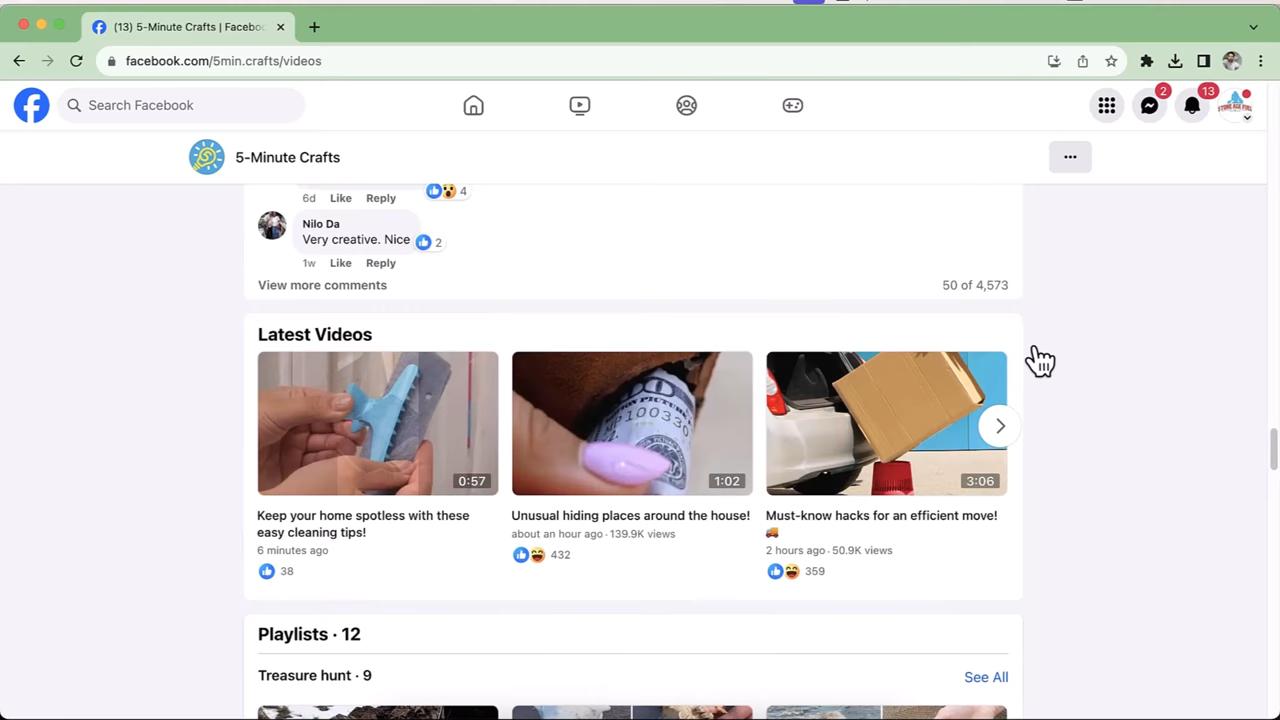 (13) 5-Minute Crafts | Faceboo
facebook.com/5min.crafts/videos
Search Facebook
2
13
5-Minute Crafts
6d Like Reply
4
Nilo Da
Very creative. Nice
2
1w Like Reply
View more comments
50 of 4,573
Latest Videos
0:57
1:02
3:06
Keep your home spotless with these
easy cleaning tips!
6 minutes ago
38
Unusual hiding places around the house!
about an hour ago · 139.9K views
432
Must-know hacks for an efficient move!
🚚
2 hours ago · 50.9K views
359
Playlists · 12
Treasure hunt · 9
See All